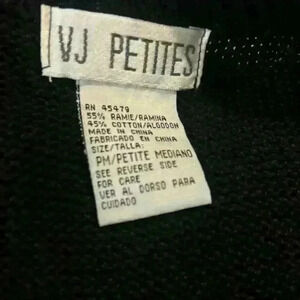 VJ PETITES
RN 45479
55% RAMIE/RAMINA
45% COTTON/ALGODON
MADE IN CHINA
FABRICADO EN CHINA
SIZE/TALLA:
PM/PETITE MEDIANO
SEE REVERSE SIDE
FOR CARE
VER AL DORSO PARA
CUIDADO